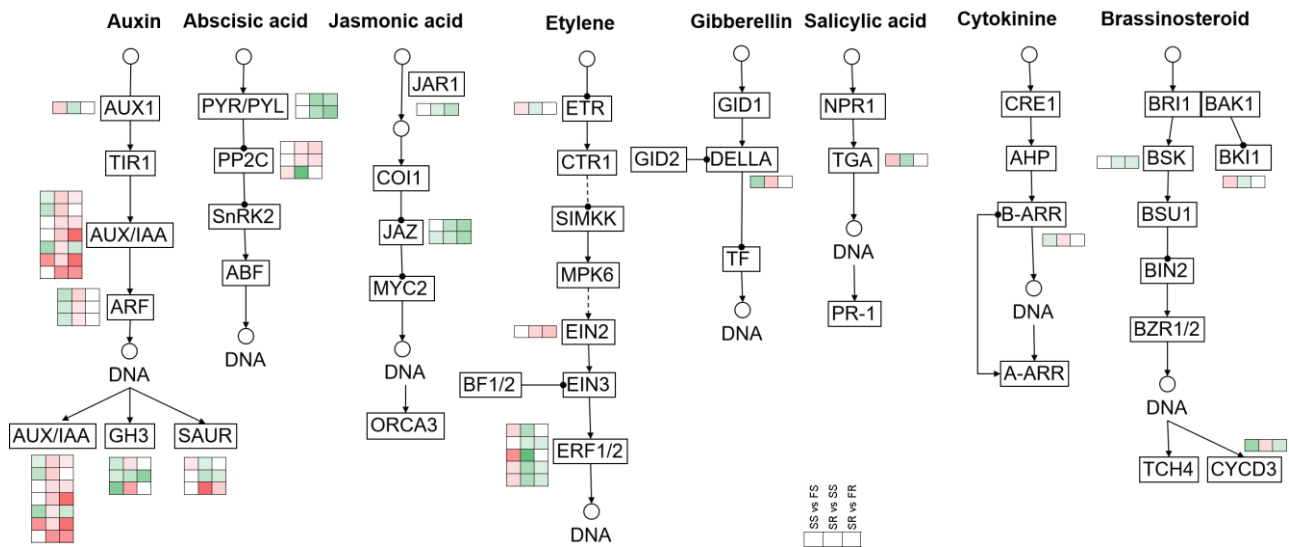 Auxin
Abscisic acid
Jasmonic acid
Etylene
Gibberellin
Salicylic acid
Cytokinine
Brassinosteroid
AUX1
TIR1
AUX/IAA
ARF
DNA
AUX/IAA
GH3
SAUR
PYR/PYL
PP2C
SnRK2
ABF
DNA
JAR1
COI1
JAZ
MYC2
DNA
ORCA3
ETR
CTR1
SIMKK
MPK6
EIN2
BF1/2
EIN3
ERF1/2
DNA
GID1
GID2
DELLA
TF
DNA
NPR1
TGA
DNA
PR-1
CRE1
AHP
B-ARR
DNA
A-ARR
BRI1
BAK1
BSK
BKI1
BSU1
BIN2
BZR1/2
DNA
TCH4
CYCD3
SS vs FS
SR vs SS
SR vs FR